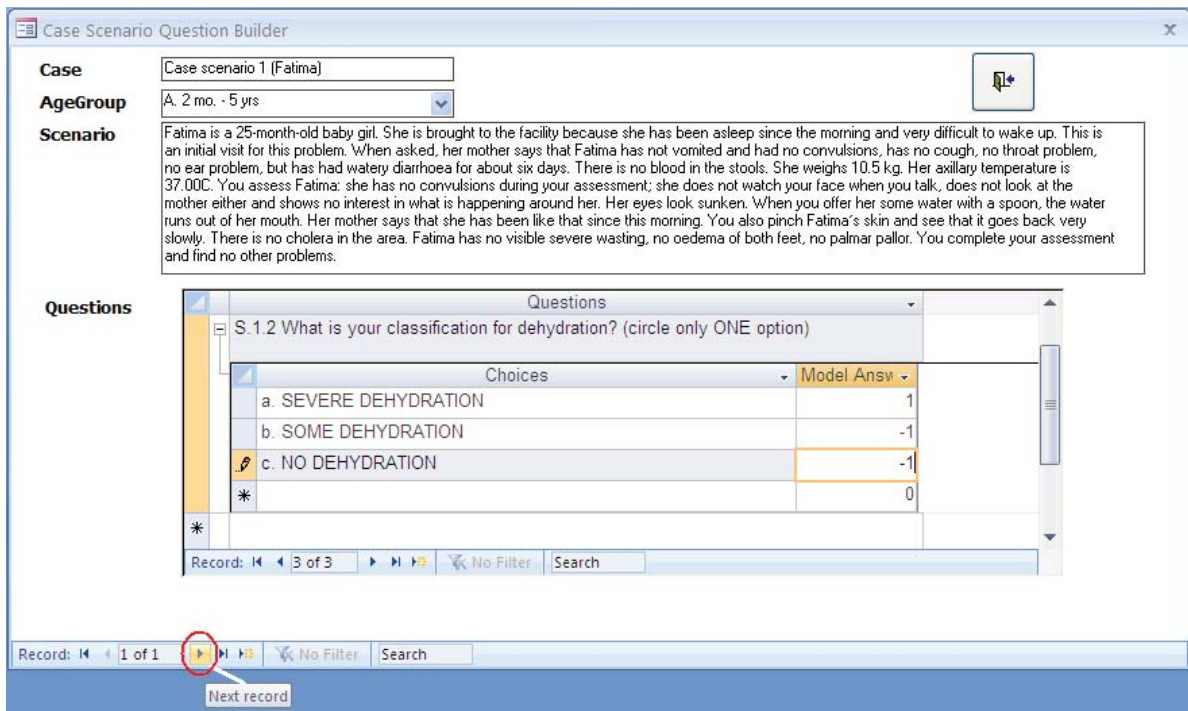 Case Scenario Question Builder
x
Case
Case scenario 1 (Fatima)
AgeGroup
A. 2 mo. - 5 yrs
Scenario
Fatima is a 25-month-old baby girl. She is brought to the facility because she has been asleep since the morning and very difficult to wake up. This is
an initial visit for this problem. When asked, her mother says that Fatima has not vomited and had no convulsions, has no cough, no throat problem,
no ear problem, but has had watery diarrhoea for about six days. There is no blood in the stools. She weighs 10.5 kg. Her axillary temperature is
37.00C. You assess Fatima: she has no convulsions during your assessment; she does not watch your face when you talk, does not look at the
mother either and shows no interest in what is happening around her. Her eyes look sunken. When you offer her some water with a spoon, the water
runs out of her mouth. Her mother says that she has been like that since this morning. You also pinch Fatima's skin and see that it goes back very
slowly. There is no cholera in the area. Fatima has no visible severe wasting, no oedema of both feet, no palmar pallor. You complete your assessment
and find no other problems.
Questions
Questions
S.1.2 What is your classification for dehydration? (circle only ONE option)
Choices Model Answ
a. SEVERE DEHYDRATION 1
b. SOME DEHYDRATION -1
c. NO DEHYDRATION -1
0
Record: 3 of 3 No Filter Search
Record: 1 of 1 No Filter Search
Next record